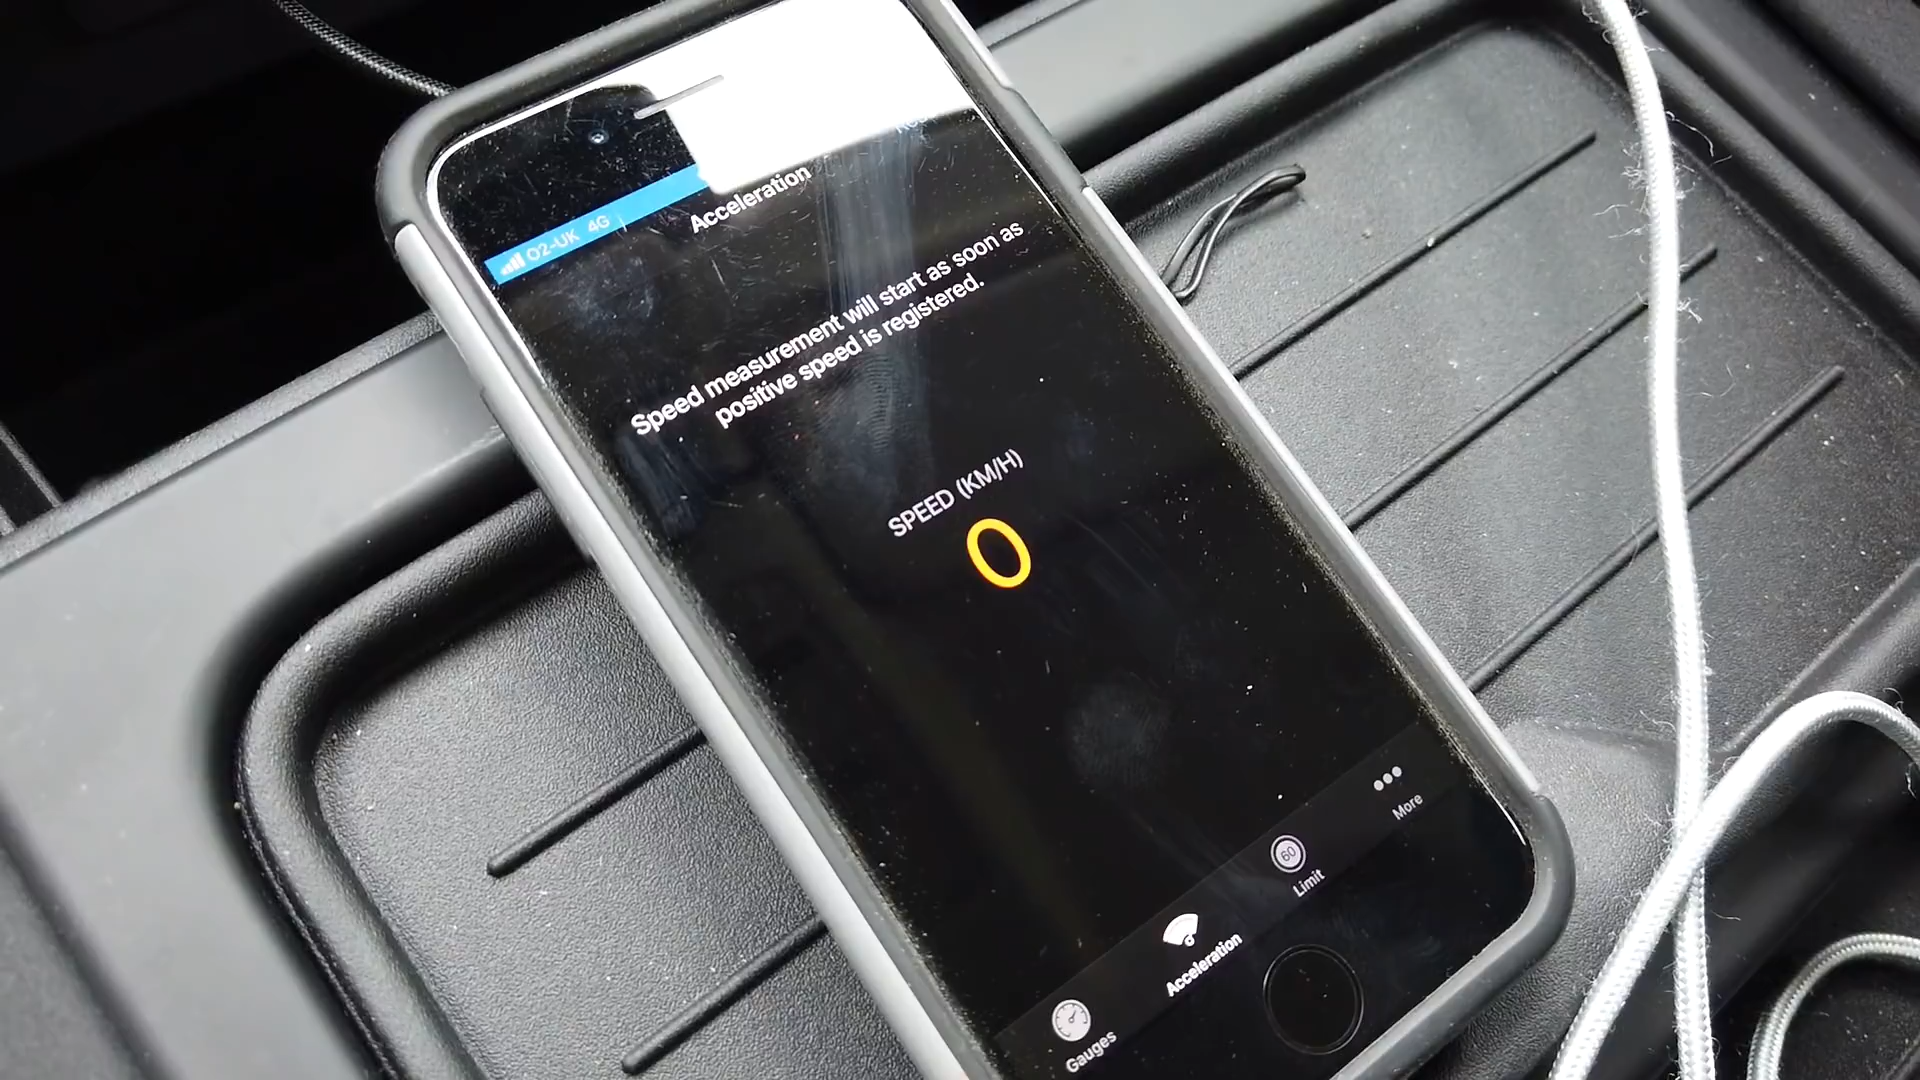 O2-UK 4G
Acceleration
Speed measurement will start as soon as
positive speed is registered.
SPEED (KM/H)
0
Gauges
Acceleration
60
Limit
More